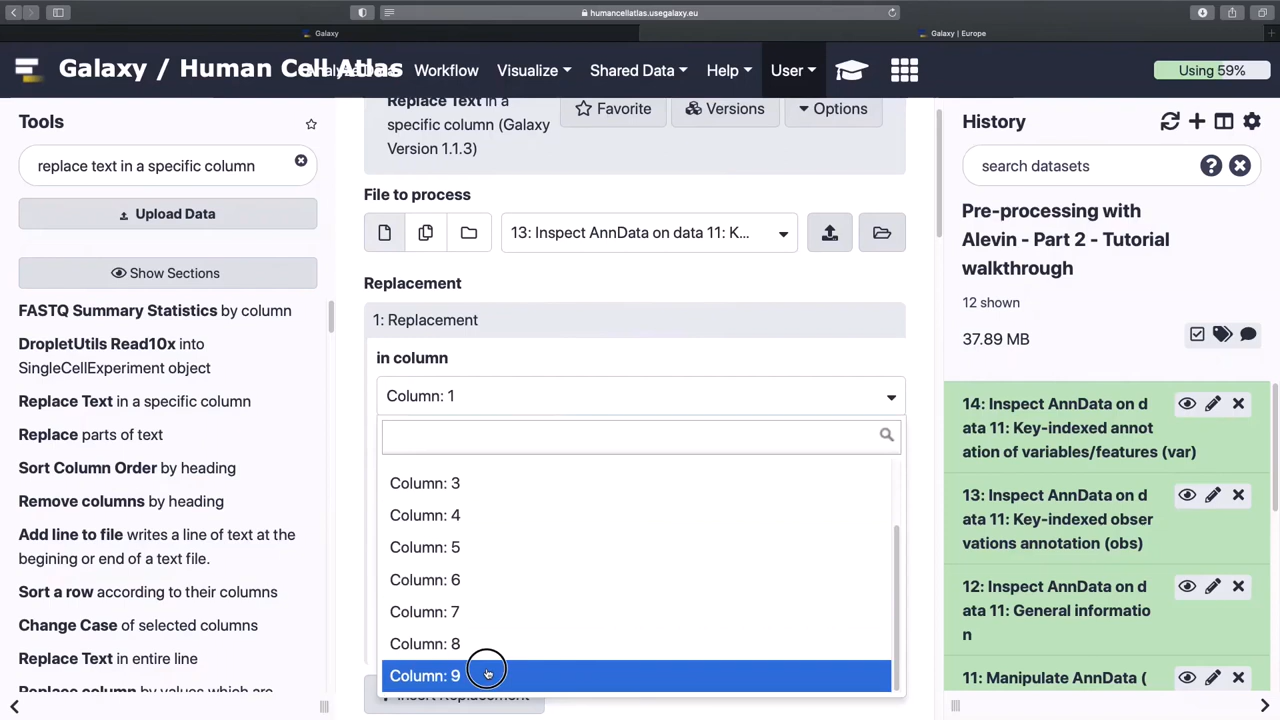 humancellatlas.usegalaxy.eu
Galaxy
Galaxy | Europe
Galaxy / Human Cell Atlas
Workflow
Visualize
Shared Data
Help
User
Using 59%
Tools
replace text in a specific column
Upload Data
Show Sections
FASTQ Summary Statistics by column
DropletUtils Read10x into
SingleCellExperiment object
Replace Text in a specific column
Replace parts of text
Sort Column Order by heading
Remove columns by heading
Add line to file writes a line of text at the
begining or end of a text file.
Sort a row according to their columns
Change Case of selected columns
Replace Text in entire line
Replace column by values which are
Replace Text in a
specific column (Galaxy
Version 1.1.3)
Favorite
Versions
Options
File to process
13: Inspect AnnData on data 11: K...
Replacement
1: Replacement
in column
Column: 1
Column: 3
Column: 4
Column: 5
Column: 6
Column: 7
Column: 8
Column: 9
Insert Replacement
History
search datasets
Pre-processing with
Alevin - Part 2 - Tutorial
walkthrough
12 shown
37.89 MB
14: Inspect AnnData on d
ata 11: Key-indexed annot
ation of variables/features (var)
13: Inspect AnnData on d
ata 11: Key-indexed obser
vations annotation (obs)
12: Inspect AnnData on d
ata 11: General informatio
n
11: Manipulate AnnData (